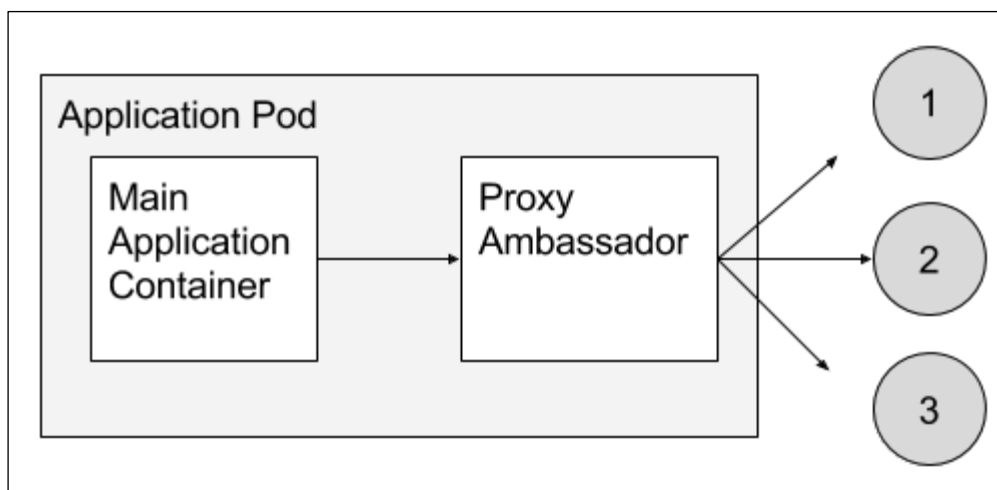 Application Pod
Main
Application
Container
Proxy
Ambassador
1
2
3